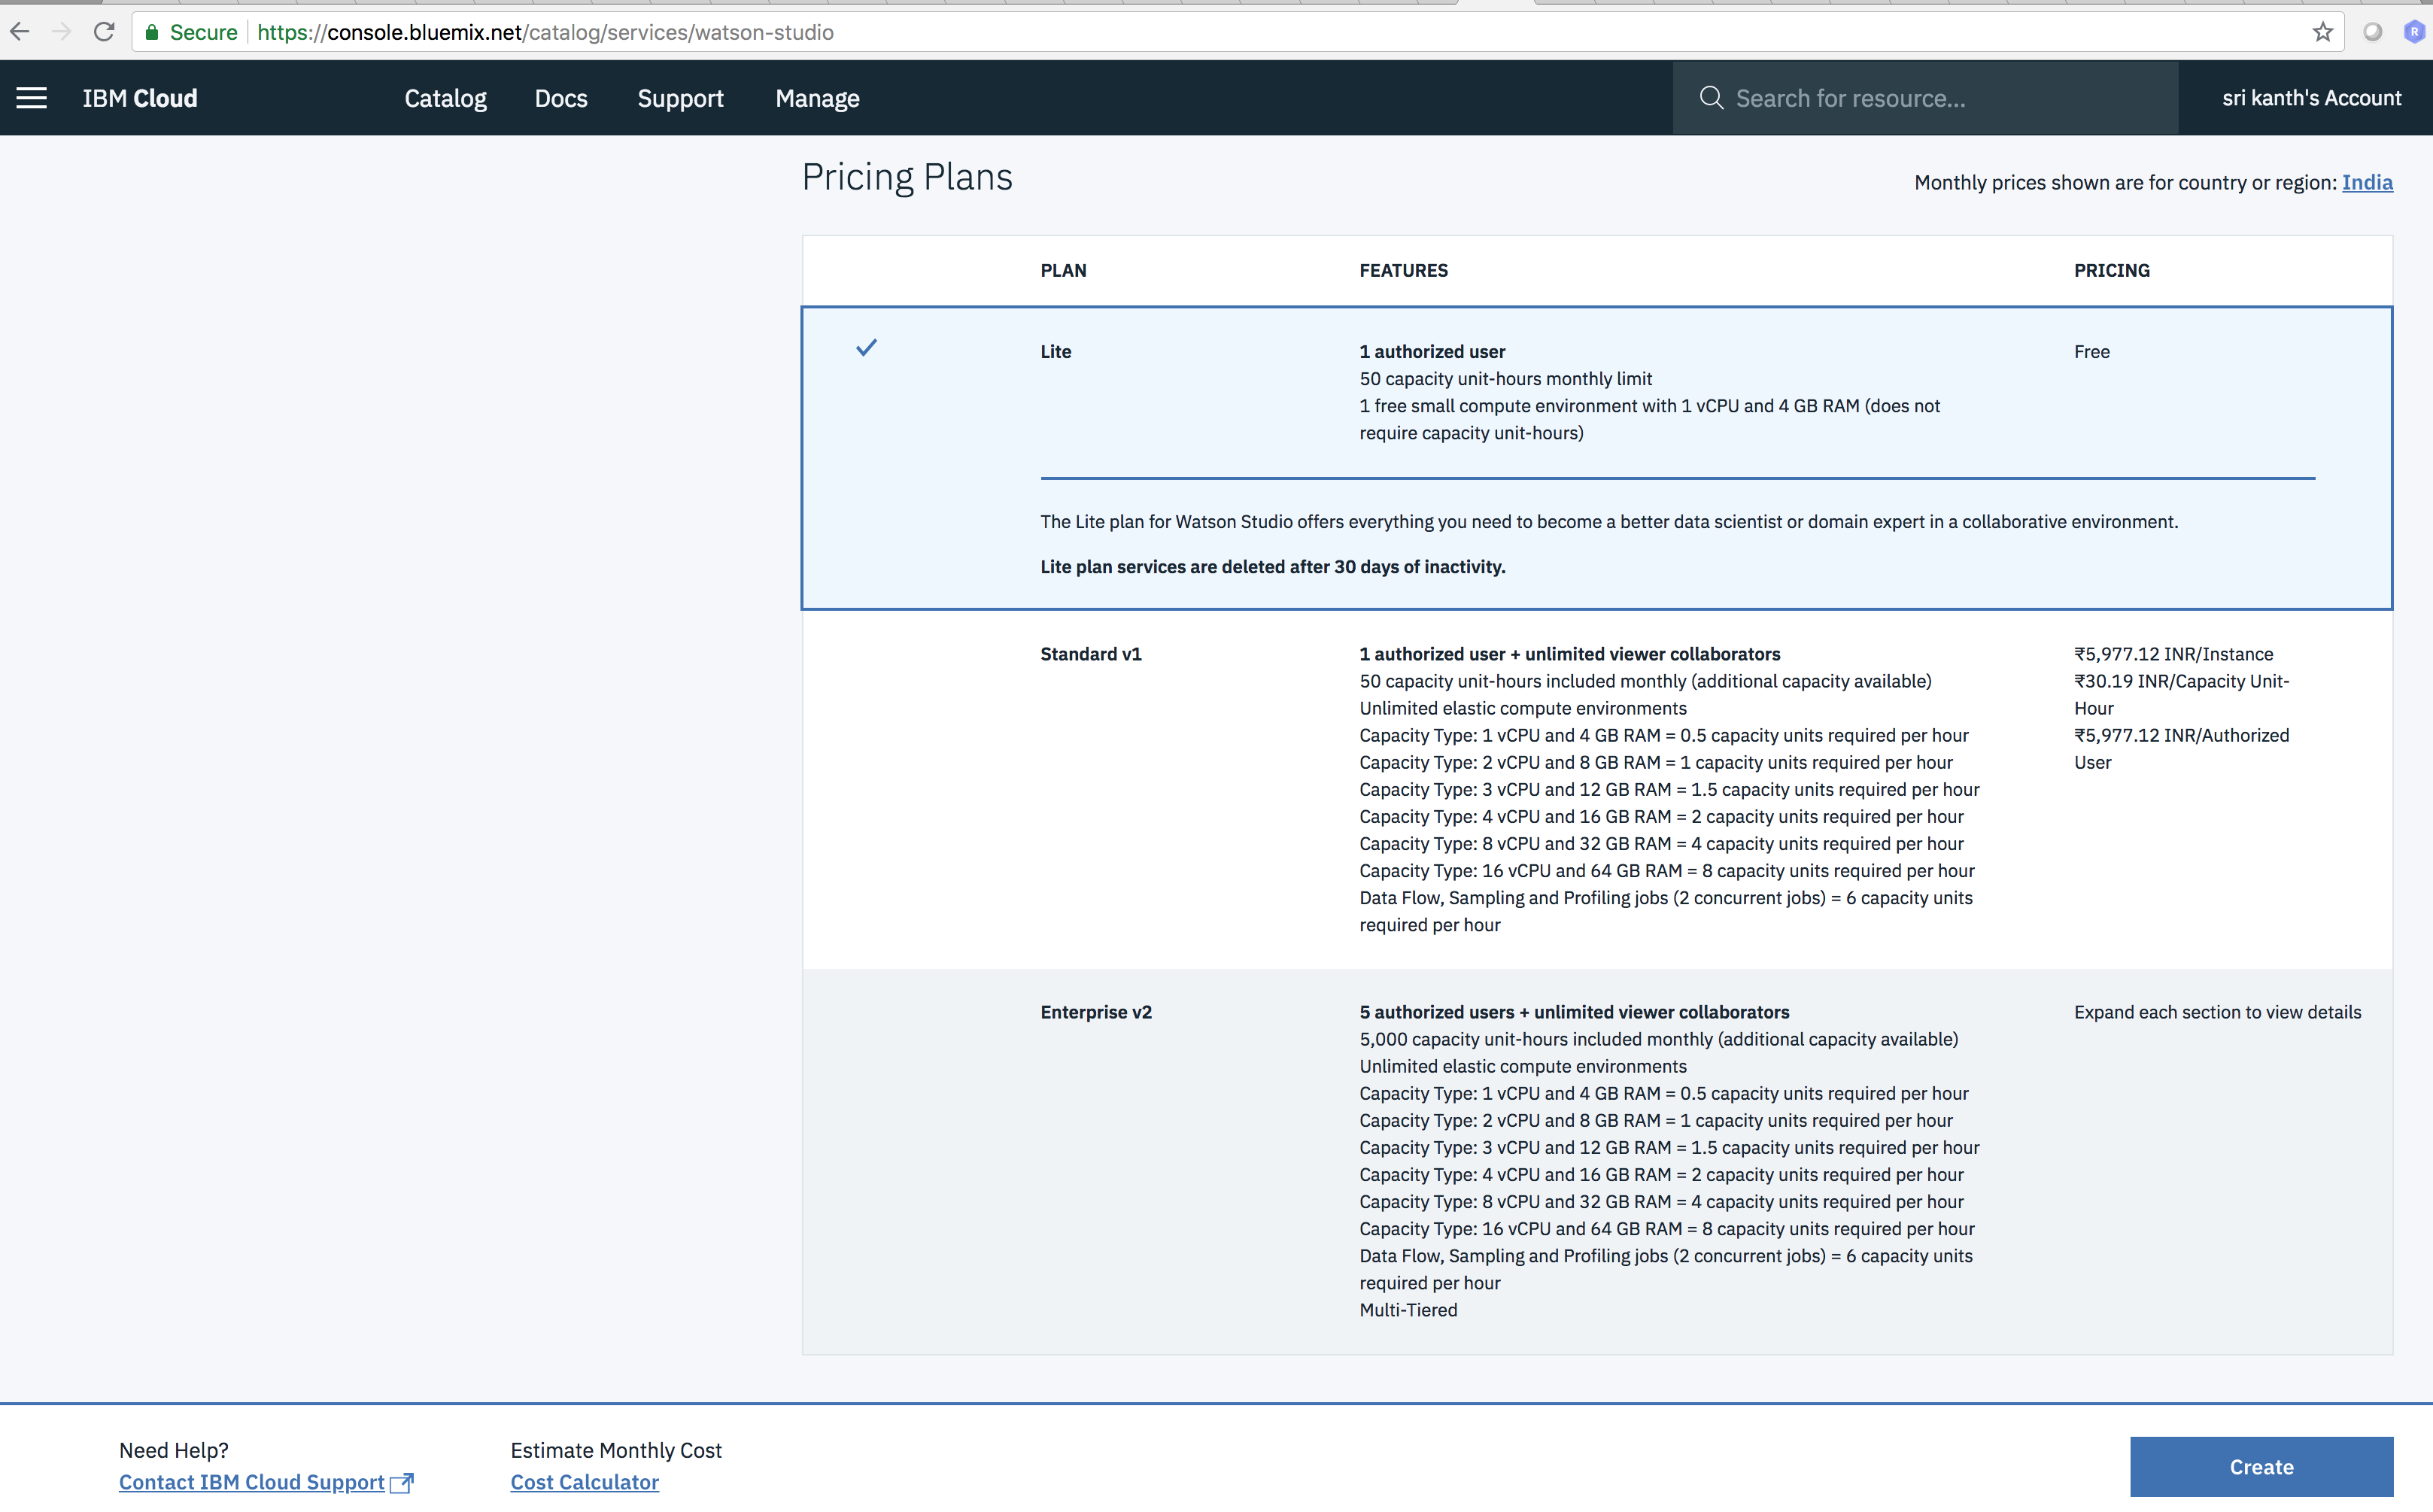 Secure https://console.bluemix.net/catalog/services/watson-studio
R
IBM Cloud Catalog Docs Support Manage Search for resource... sri kanth's Account
Pricing Plans
Monthly prices shown are for country or region: India
PLAN FEATURES PRICING
Lite 1 authorized user Free
50 capacity unit-hours monthly limit
1 free small compute environment with 1 vCPU and 4 GB RAM (does not
require capacity unit-hours)
The Lite plan for Watson Studio offers everything you need to become a better data scientist or domain expert in a collaborative environment.
Lite plan services are deleted after 30 days of inactivity.
Standard v1 1 authorized user + unlimited viewer collaborators ₹5,977.12 INR/Instance
50 capacity unit-hours included monthly (additional capacity available) ₹30.19 INR/Capacity Unit-
Unlimited elastic compute environments Hour
Capacity Type: 1 vCPU and 4 GB RAM = 0.5 capacity units required per hour ₹5,977.12 INR/Authorized
Capacity Type: 2 vCPU and 8 GB RAM = 1 capacity units required per hour User
Capacity Type: 3 vCPU and 12 GB RAM = 1.5 capacity units required per hour
Capacity Type: 4 vCPU and 16 GB RAM = 2 capacity units required per hour
Capacity Type: 8 vCPU and 32 GB RAM = 4 capacity units required per hour
Capacity Type: 16 vCPU and 64 GB RAM = 8 capacity units required per hour
Data Flow, Sampling and Profiling jobs (2 concurrent jobs) = 6 capacity units
required per hour
Enterprise v2 5 authorized users + unlimited viewer collaborators Expand each section to view details
5,000 capacity unit-hours included monthly (additional capacity available)
Unlimited elastic compute environments
Capacity Type: 1 vCPU and 4 GB RAM = 0.5 capacity units required per hour
Capacity Type: 2 vCPU and 8 GB RAM = 1 capacity units required per hour
Capacity Type: 3 vCPU and 12 GB RAM = 1.5 capacity units required per hour
Capacity Type: 4 vCPU and 16 GB RAM = 2 capacity units required per hour
Capacity Type: 8 vCPU and 32 GB RAM = 4 capacity units required per hour
Capacity Type: 16 vCPU and 64 GB RAM = 8 capacity units required per hour
Data Flow, Sampling and Profiling jobs (2 concurrent jobs) = 6 capacity units
required per hour
Multi-Tiered
Need Help? Estimate Monthly Cost
Contact IBM Cloud Support Cost Calculator
Create